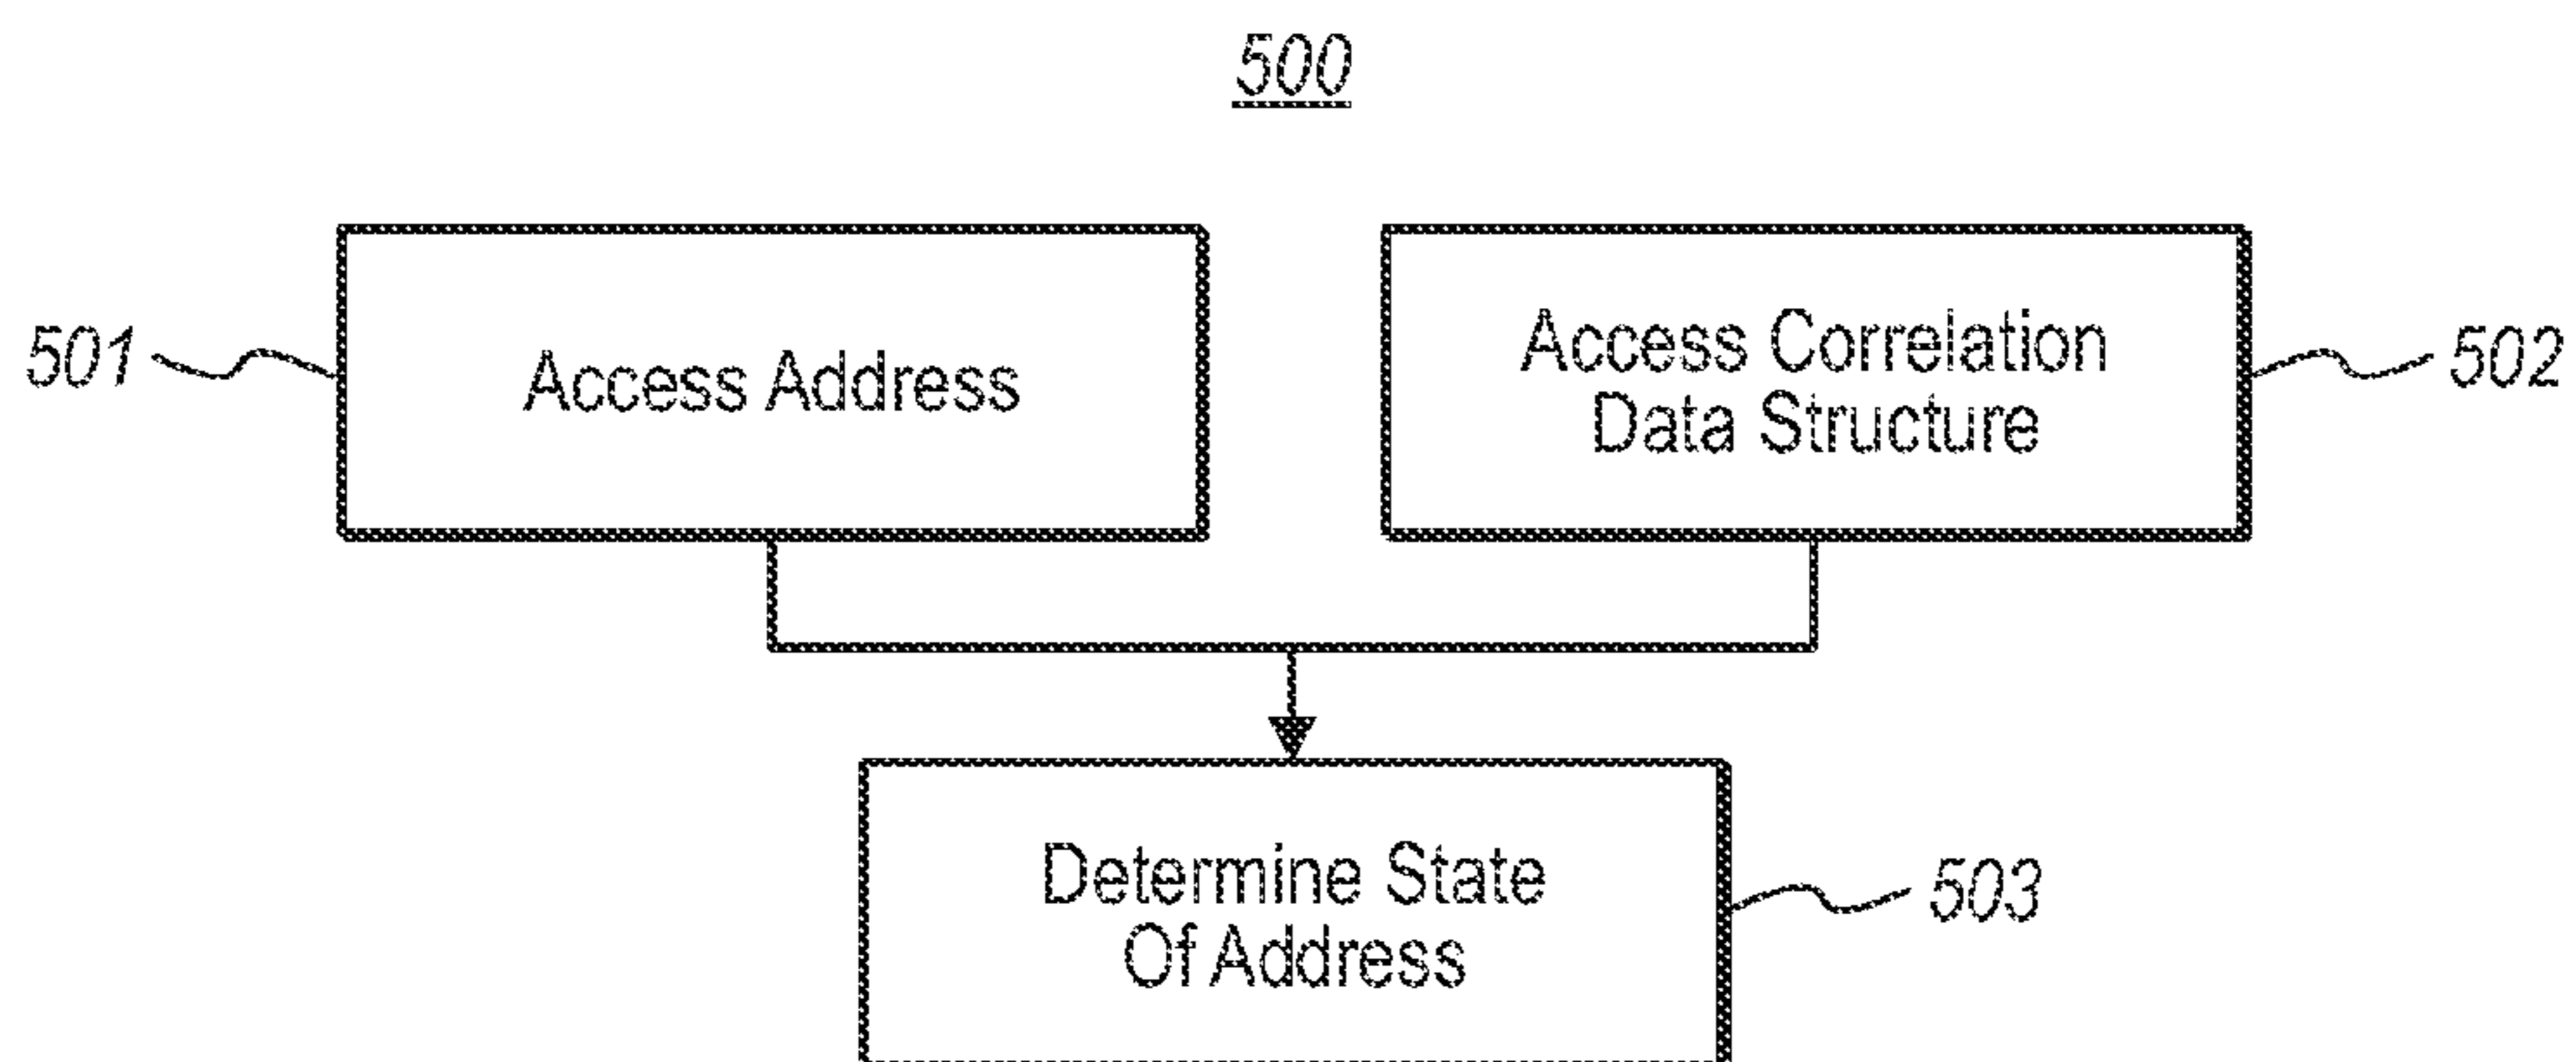 500
501
Access Address
Access Correlation
Data Structure
502
Determine State
Of Address
503